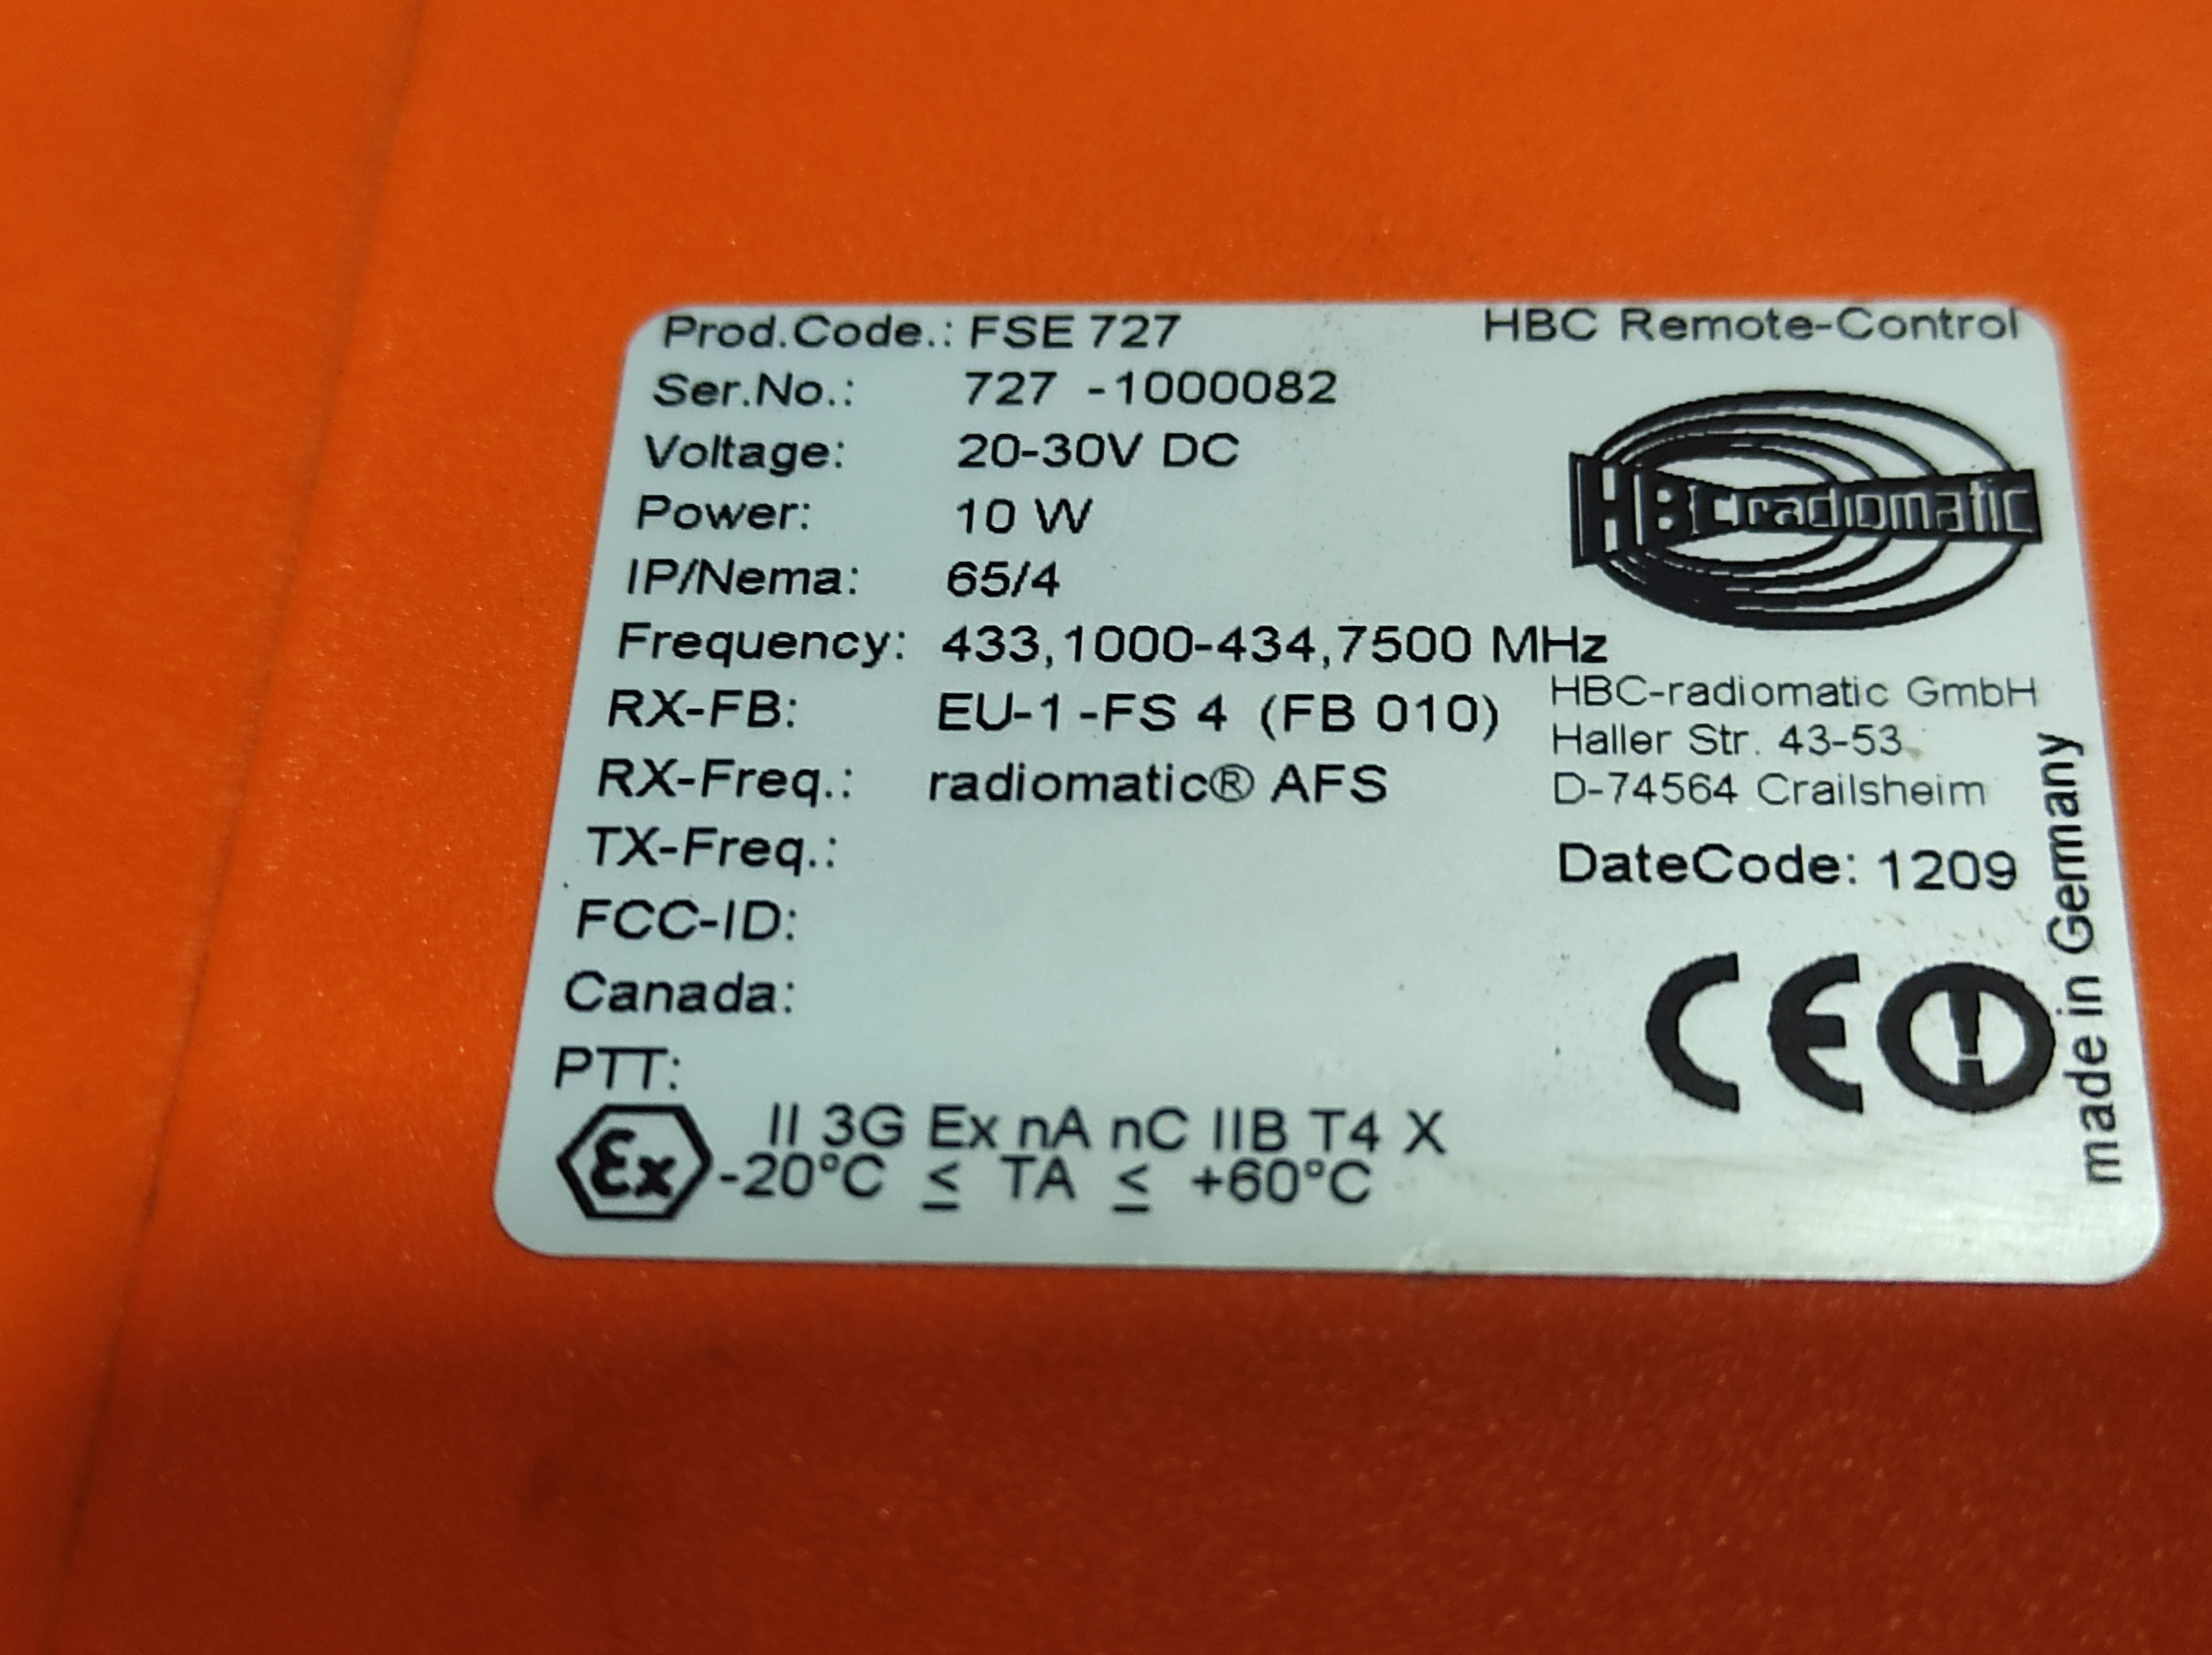 Prod.Code.: FSE 727
Ser.No.: 727 -1000082
Voltage: 20-30V DC
Power: 10 W
IP/Nema: 65/4
Frequency: 433,1000-434,7500 MHz
RX-FB: EU-1-FS 4 (FB 010)
RX-Freq.: radiomatic® AFS
TX-Freq.:
FCC-ID:
Canada:
PTT:
Ex II 3G Ex nA nC IIB T4 X
-20°C ≤ TA ≤ +60°C
HBC Remote-Control
HBC radiomatic
HBC-radiomatic GmbH
Haller Str. 43-53
D-74564 Crailsheim
DateCode: 1209
CE
made in Germany